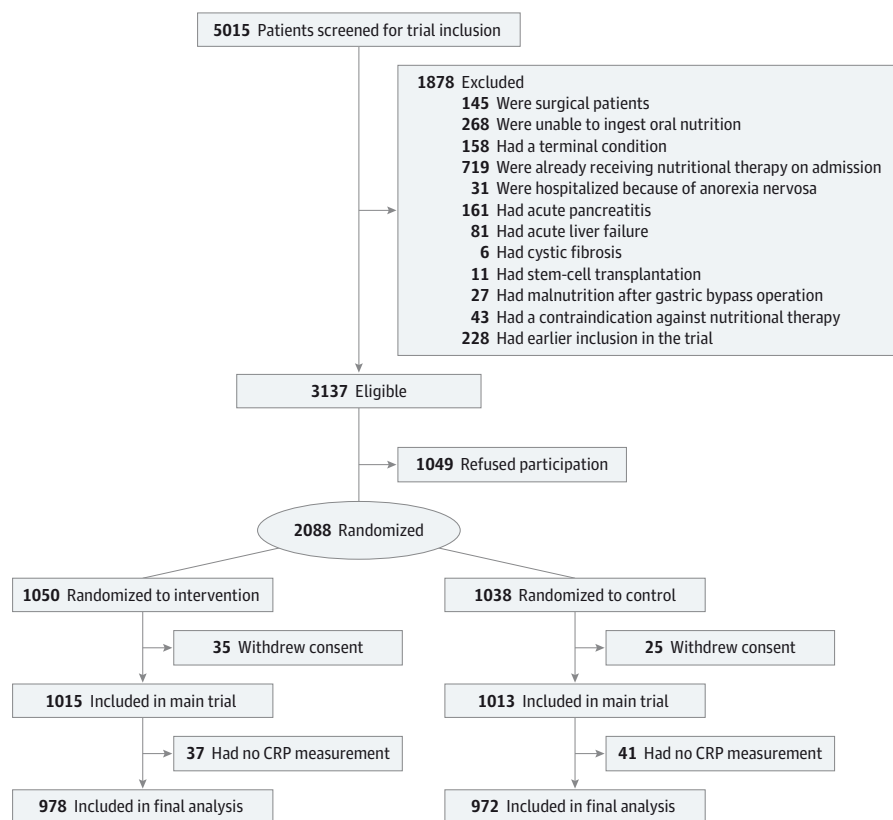 5015 Patients screened for trial inclusion
1878 Excluded
145 Were surgical patients
268 Were unable to ingest oral nutrition
158 Had a terminal condition
719 Were already receiving nutritional therapy on admission
31 Were hospitalized because of anorexia nervosa
161 Had acute pancreatitis
81 Had acute liver failure
6 Had cystic fibrosis
11 Had stem-cell transplantation
27 Had malnutrition after gastric bypass operation
43 Had a contraindication against nutritional therapy
228 Had earlier inclusion in the trial
3137 Eligible
1049 Refused participation
2088 Randomized
1050 Randomized to intervention
1038 Randomized to control
35 Withdrew consent
25 Withdrew consent
1015 Included in main trial
1013 Included in main trial
37 Had no CRP measurement
41 Had no CRP measurement
978 Included in final analysis
972 Included in final analysis